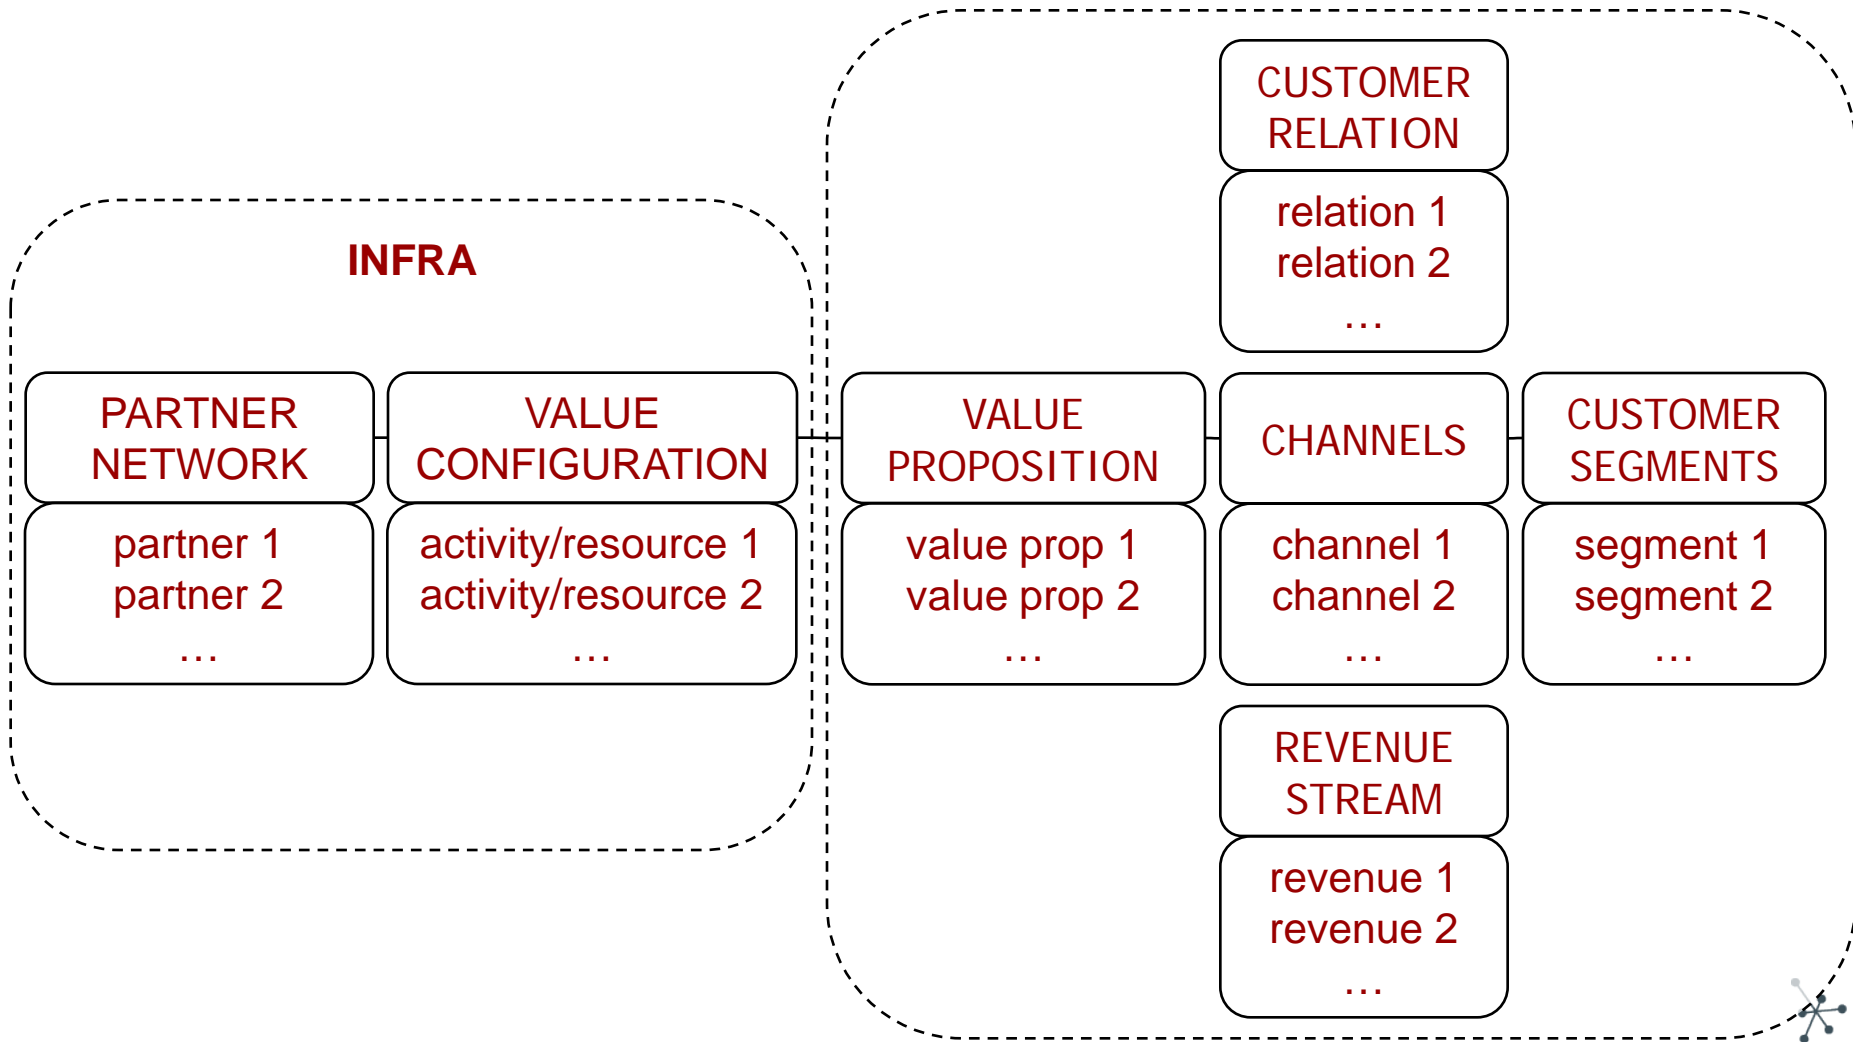 INFRA
PARTNER
NETWORK
partner 1
partner 2
…
VALUE
CONFIGURATION
activity/resource 1
activity/resource 2
…
VALUE
PROPOSITION
value prop 1
value prop 2
…
CUSTOMER
RELATION
relation 1
relation 2
…
CHANNELS
channel 1
channel 2
…
REVENUE
STREAM
revenue 1
revenue 2
…
CUSTOMER
SEGMENTS
segment 1
segment 2
…